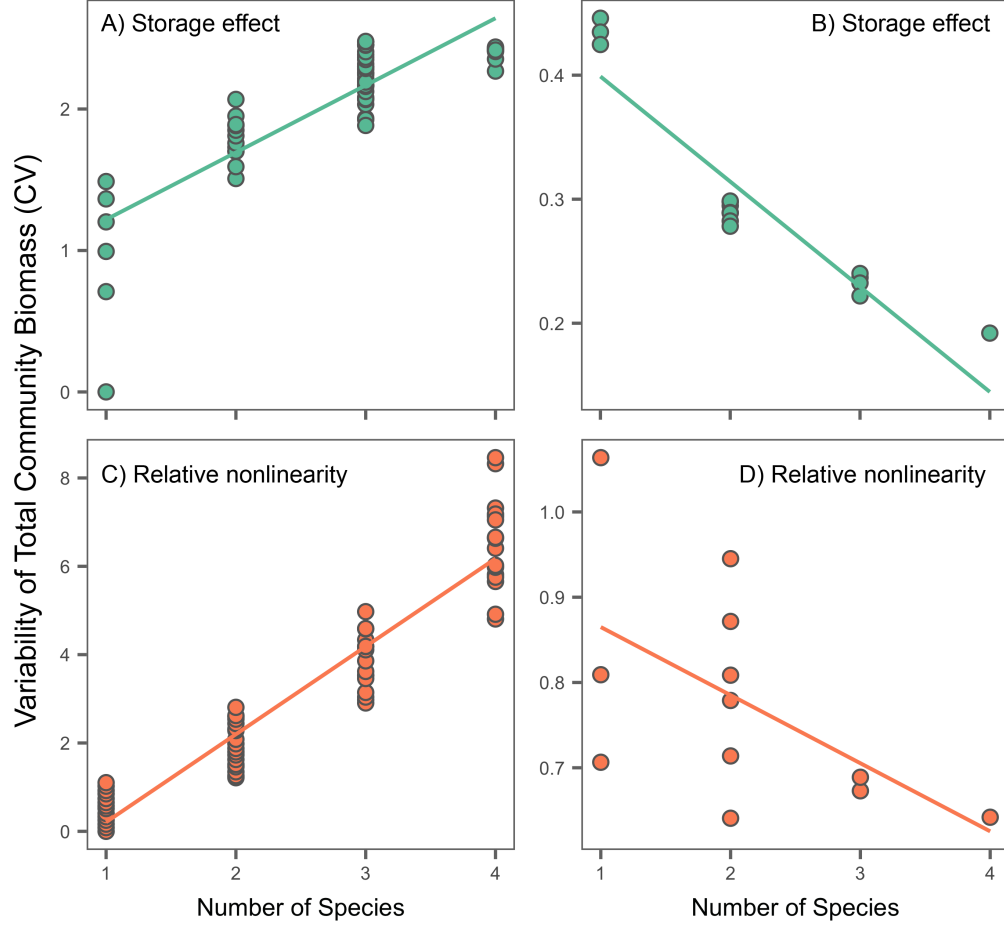 A) Storage effect
B) Storage effect
Variability of Total Community Biomass (CV)
2
1
0
0.4
0.3
0.2
C) Relative nonlinearity
D) Relative nonlinearity
8
6
4
2
0
1.0
0.9
0.8
0.7
1 2 3 4
1 2 3 4
Number of Species
Number of Species